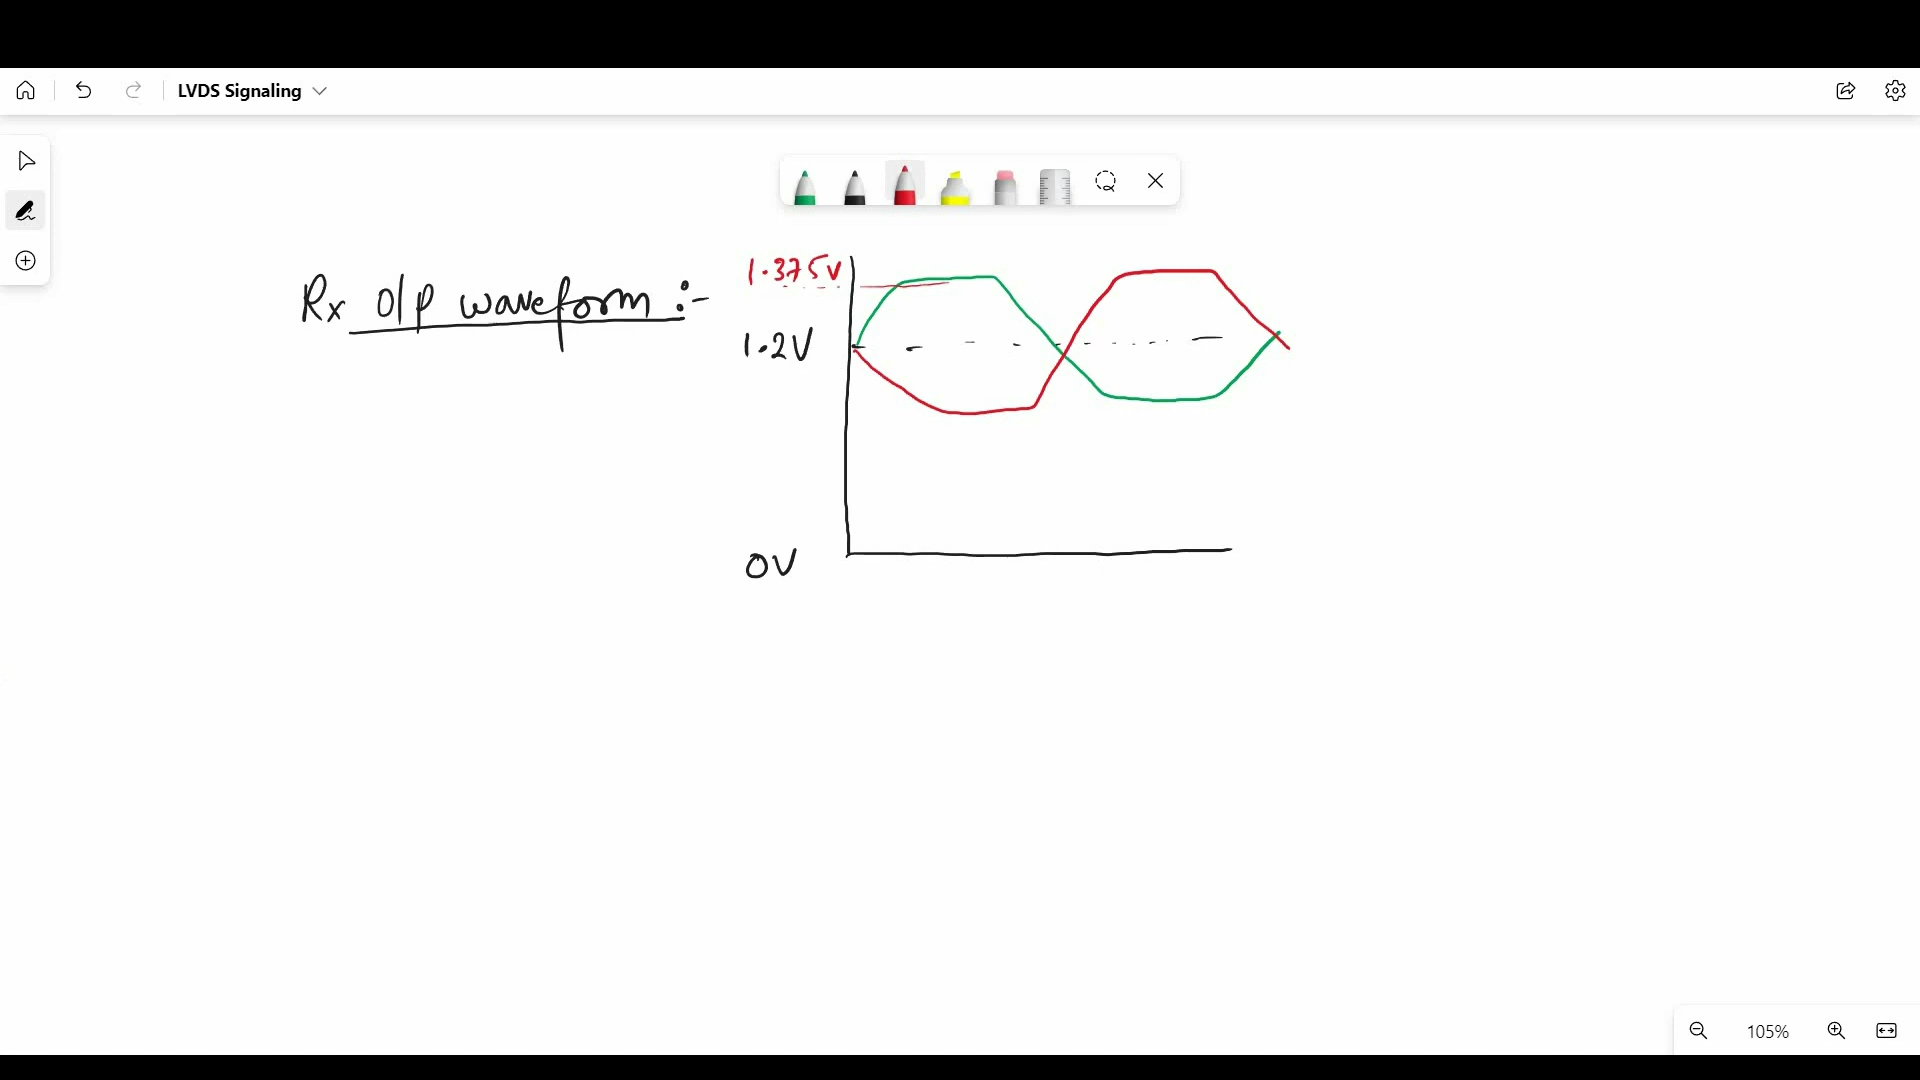 LVDS Signaling
Rx o/p waveform :-
1.375V
1.2V
0V
105%